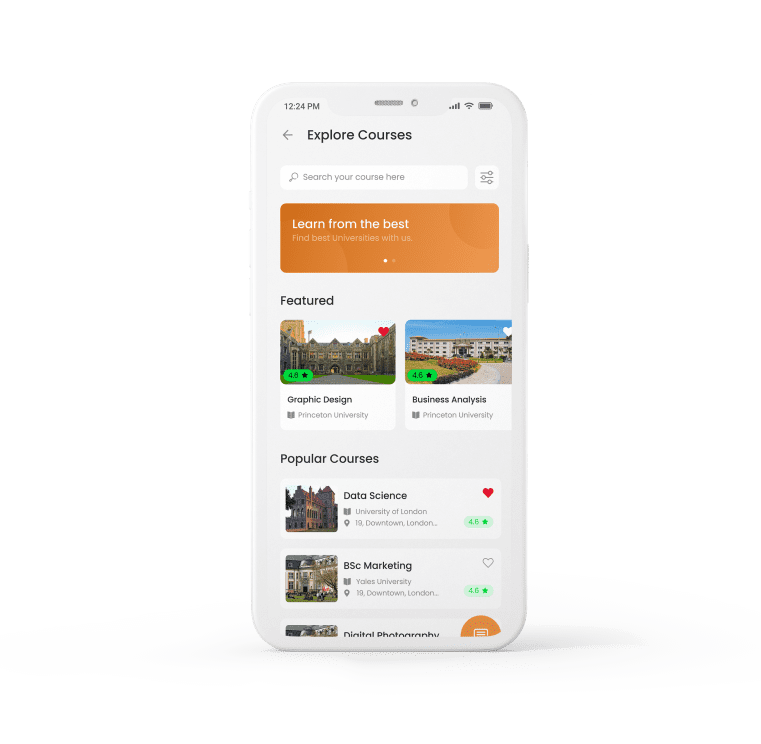 12:24 PM
Explore Courses
Search your course here
Learn from the best
Find best Universities with us.
Featured
4.6
4.6
Graphic Design
Business Analysis
Princeton University
Princeton University
Popular Courses
Data Science
University of London
19, Downtown, London...
4.6
BSc Marketing
Yales University
19, Downtown, London...
4.6
Digital Photography